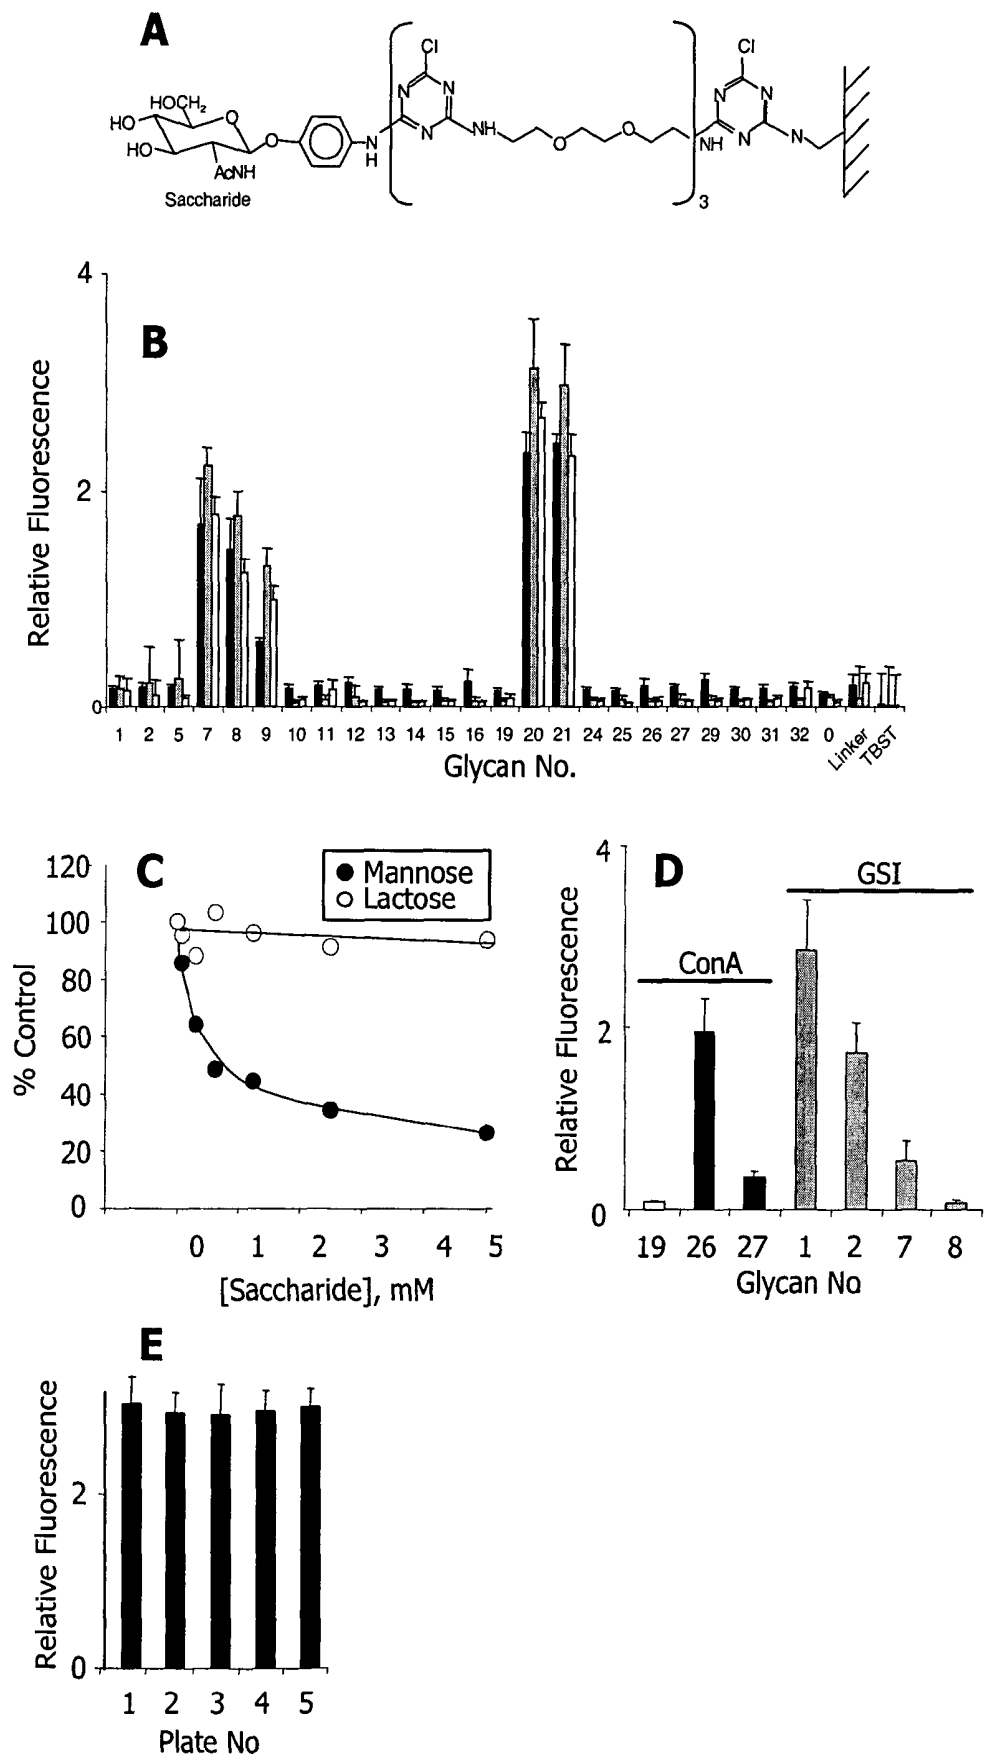 A
Cl
Cl
HOCH2
HO
O
N
N
N
N
HO
O
N
NH
O
N
N
N
H
O
NH
AcNH
Saccharide
3
4
B
2
0
Relative Fluorescence
1 2 5 7 8 9 10 11 12 13 14 15 16 19 20 21 24 25 26 27 29 30 31 32 0 Linker TBST
Glycan No.
C
120
100
80
60
40
20
0
% Control
Mannose
Lactose
0 1 2 3 4 5
[Saccharide], mM
D
4
2
0
Relative Fluorescence
ConA
GSI
19 26 27 1 2 7 8
Glycan No
E
2
0
Relative Fluorescence
1 2 3 4 5
Plate No